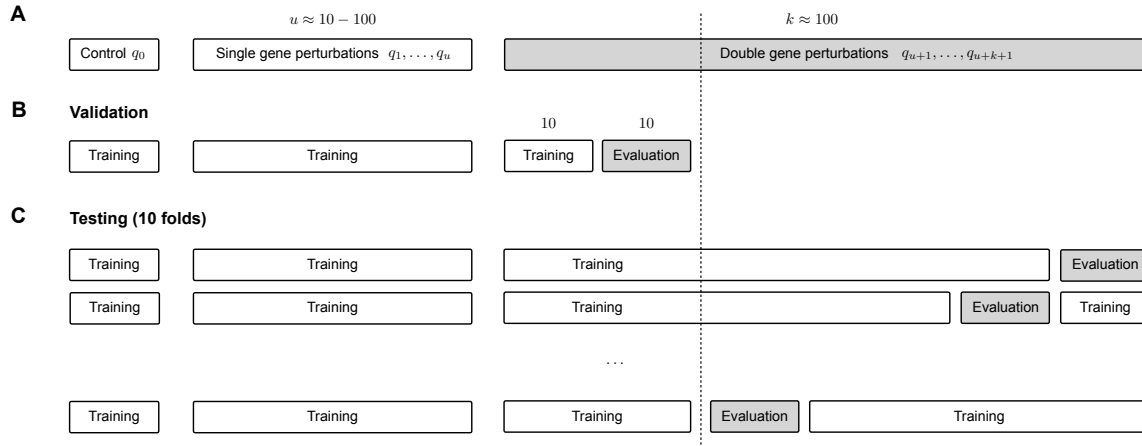 A u ≈ 10 − 100 k ≈ 100
Control q₀ Single gene perturbations q₁, . . . , qᵤ Double gene perturbations qᵤ₊₁, . . . , qᵤ₊ₖ₊₁
B Validation
10 10
Training Training Training Evaluation
C Testing (10 folds)
Training Training Training Evaluation
Training Training Training Evaluation Training
. . .
Training Training Training Evaluation Training